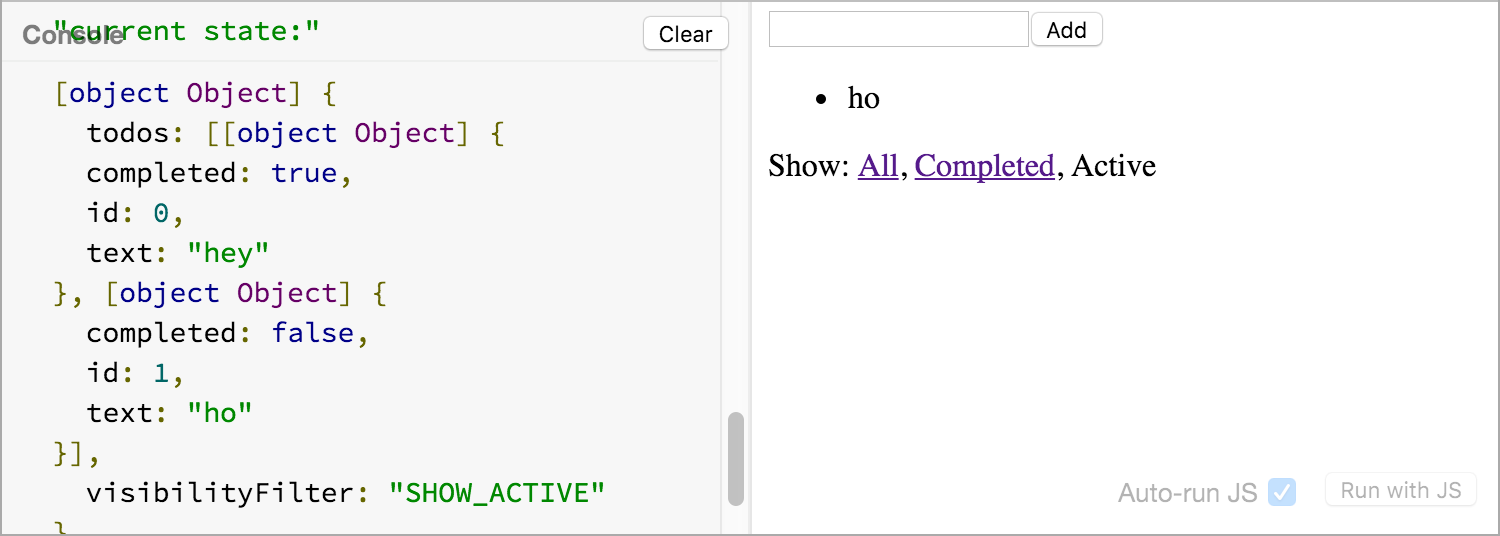 "current state:"
Console
Clear
[object Object] {
todos: [[object Object] {
completed: true,
id: 0,
text: "hey"
}, [object Object] {
completed: false,
id: 1,
text: "ho"
}],
visibilityFilter: "SHOW_ACTIVE"
}
Add
• ho
Show: All, Completed, Active
Auto-run JS
Run with JS